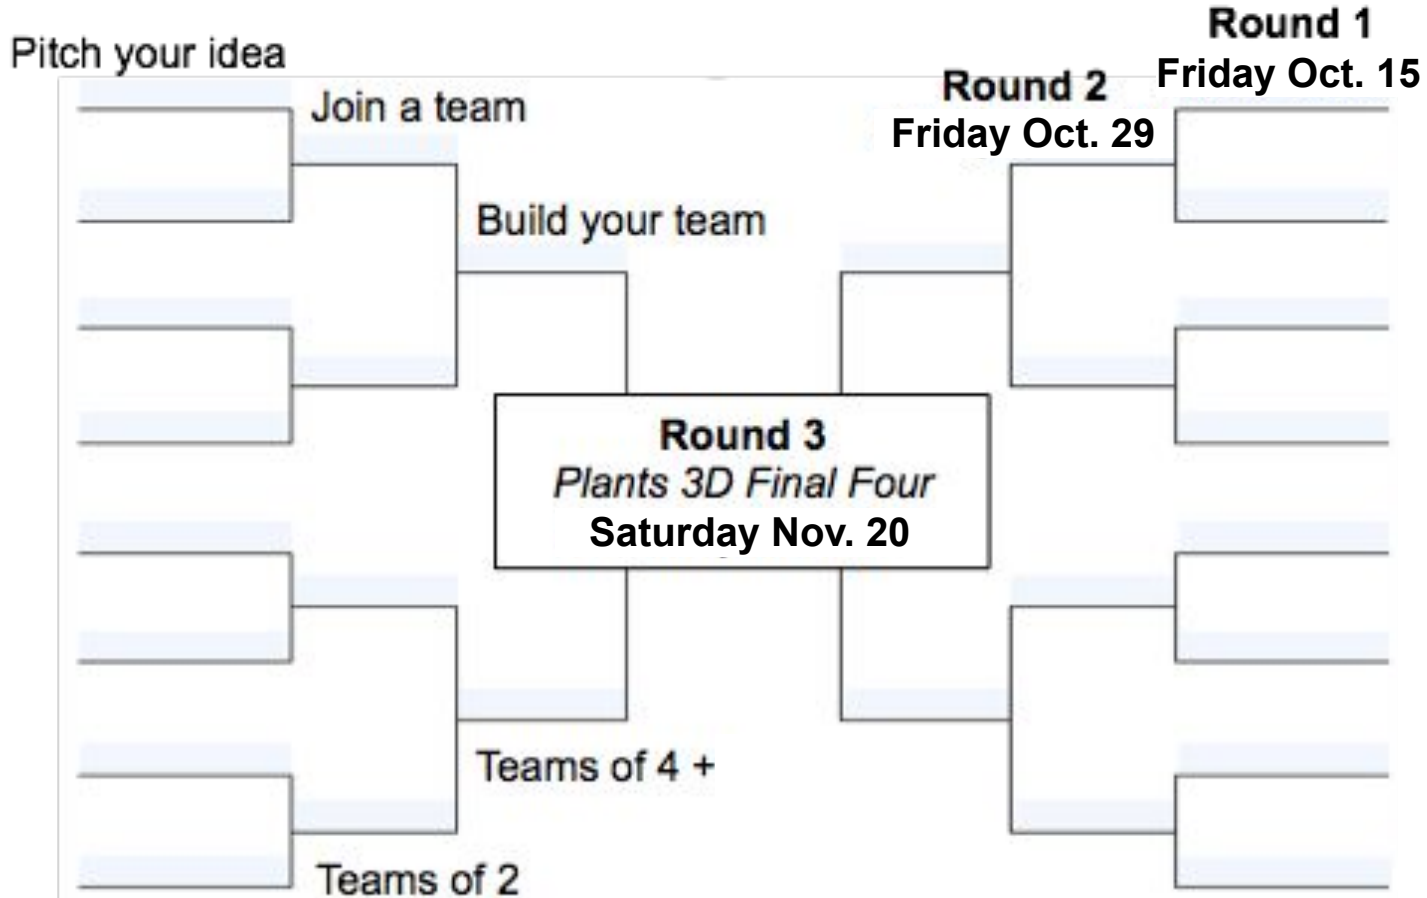 Pitch your idea
Join a team
Build your team
Round 1
Friday Oct. 15
Round 2
Friday Oct. 29
Round 3
Plants 3D Final Four
Saturday Nov. 20
Teams of 4 +
Teams of 2